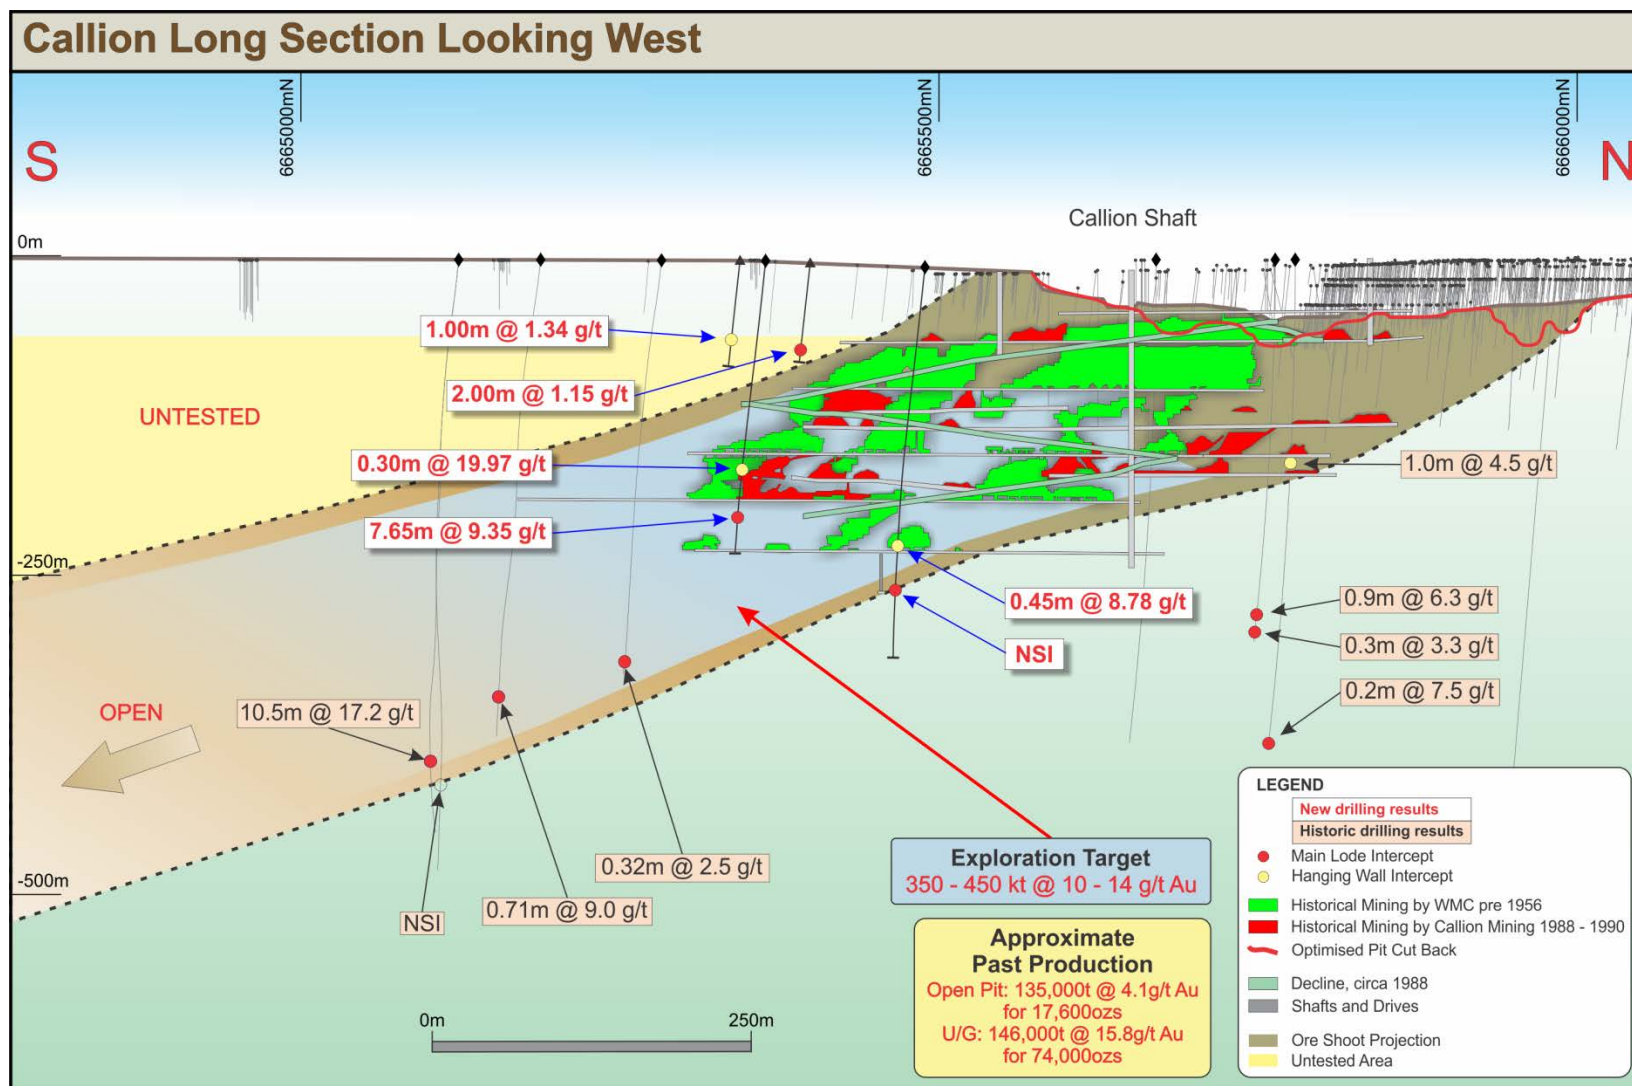 Callion Long Section Looking West
6665000mN
6665500mN
6666000mN
S
N
Callion Shaft
0m
1.00m @ 1.34 g/t
2.00m @ 1.15 g/t
UNTESTED
0.30m @ 19.97 g/t
1.0m @ 4.5 g/t
7.65m @ 9.35 g/t
-250m
0.45m @ 8.78 g/t
0.9m @ 6.3 g/t
0.3m @ 3.3 g/t
NSI
0.2m @ 7.5 g/t
OPEN
10.5m @ 17.2 g/t
0.32m @ 2.5 g/t
-500m
0.71m @ 9.0 g/t
NSI
Exploration Target
350 - 450 kt @ 10 - 14 g/t Au
Approximate
Past Production
Open Pit: 135,000t @ 4.1g/t Au
for 17,600ozs
U/G: 146,000t @ 15.8g/t Au
for 74,000ozs
0m
250m
LEGEND
New drilling results
Historic drilling results
Main Lode Intercept
Hanging Wall Intercept
Historical Mining by WMC pre 1956
Historical Mining by Callion Mining 1988 - 1990
Optimised Pit Cut Back
Decline, circa 1988
Shafts and Drives
Ore Shoot Projection
Untested Area